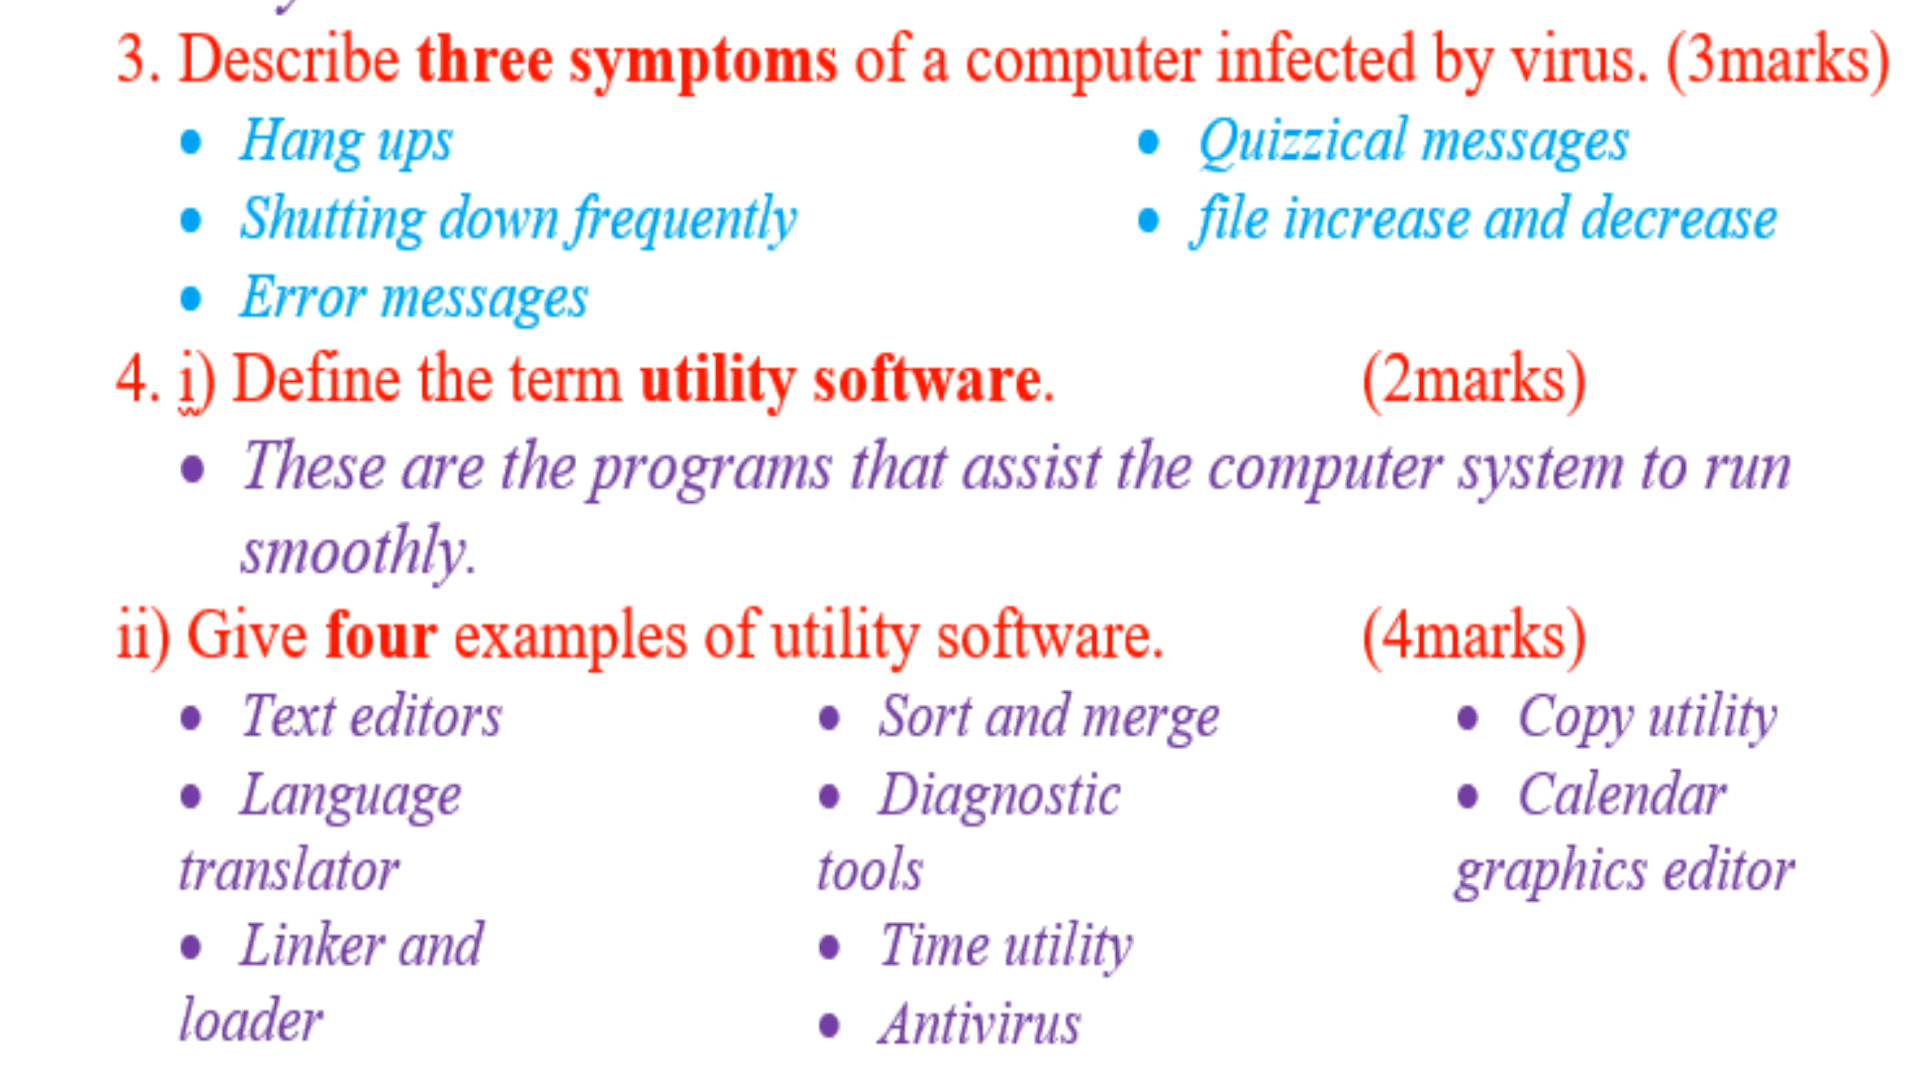 3. Describe three symptoms of a computer infected by virus. (3marks)
• Hang ups
• Shutting down frequently
• Error messages
• Quizzical messages
• file increase and decrease
4. i) Define the term utility software. (2marks)
• These are the programs that assist the computer system to run
smoothly.
ii) Give four examples of utility software. (4marks)
• Text editors
• Language
translator
• Linker and
loader
• Sort and merge
• Diagnostic
tools
• Time utility
• Antivirus
• Copy utility
• Calendar
graphics editor